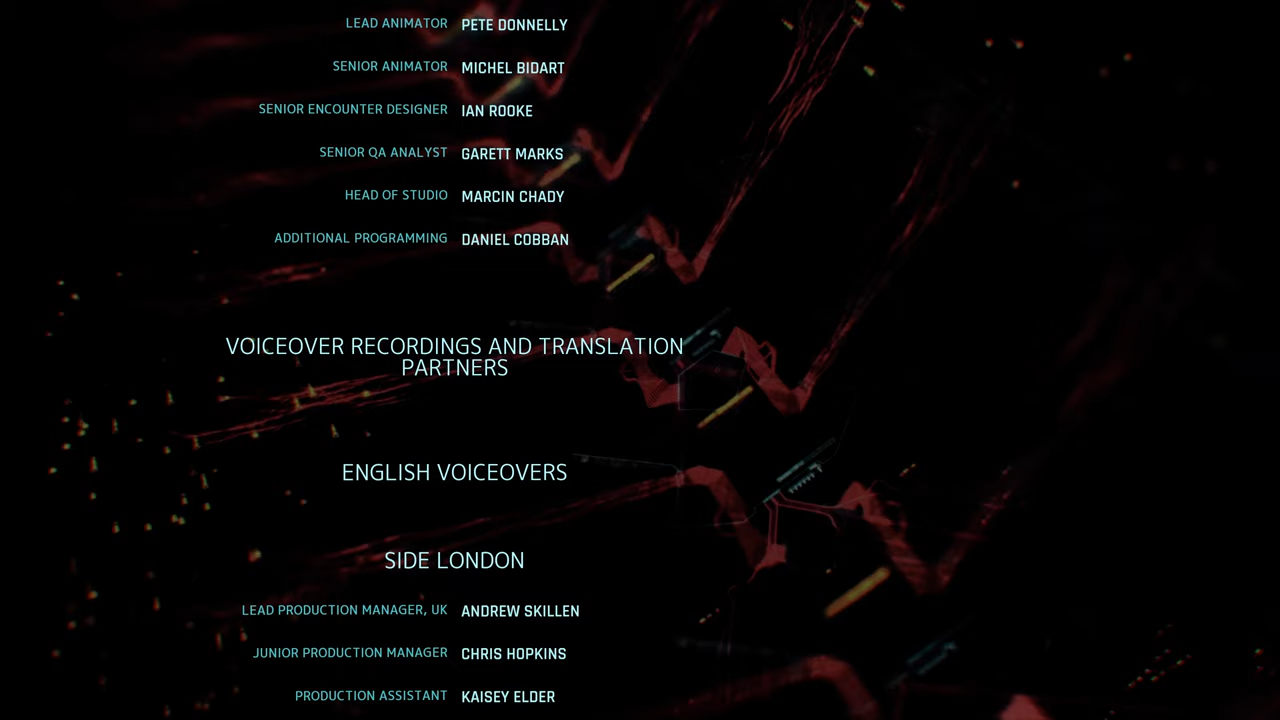 LEAD ANIMATOR PETE DONNELLY
SENIOR ANIMATOR MICHEL BIDART
SENIOR ENCOUNTER DESIGNER IAN ROOKE
SENIOR QA ANALYST GARETT MARKS
HEAD OF STUDIO MARCIN CHADY
ADDITIONAL PROGRAMMING DANIEL COBBAN
VOICEOVER RECORDINGS AND TRANSLATION
PARTNERS
ENGLISH VOICEOVERS
SIDE LONDON
LEAD PRODUCTION MANAGER, UK ANDREW SKILLEN
JUNIOR PRODUCTION MANAGER CHRIS HOPKINS
PRODUCTION ASSISTANT KAISEY ELDER